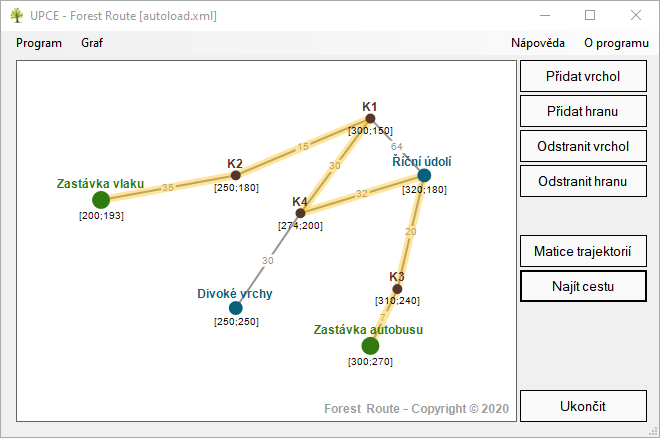 UPCE - Forest Route [autoload.xml]
Program Graf Nápověda O programu
Přidat vrchol
Přidat hranu
Odstranit vrchol
Odstranit hranu
Matice trajektorií
Najít cestu
Ukončit
K1
[300;150]
64
15
Říční údolí
[320;180]
K2
[250;180]
30
35
Zastávka vlaku
[200;193]
32
K4
[274;200]
20
30
K3
[310;240]
Divoké vrchy
[250;250]
7
Zastávka autobusu
[300;270]
Forest Route - Copyright © 2020